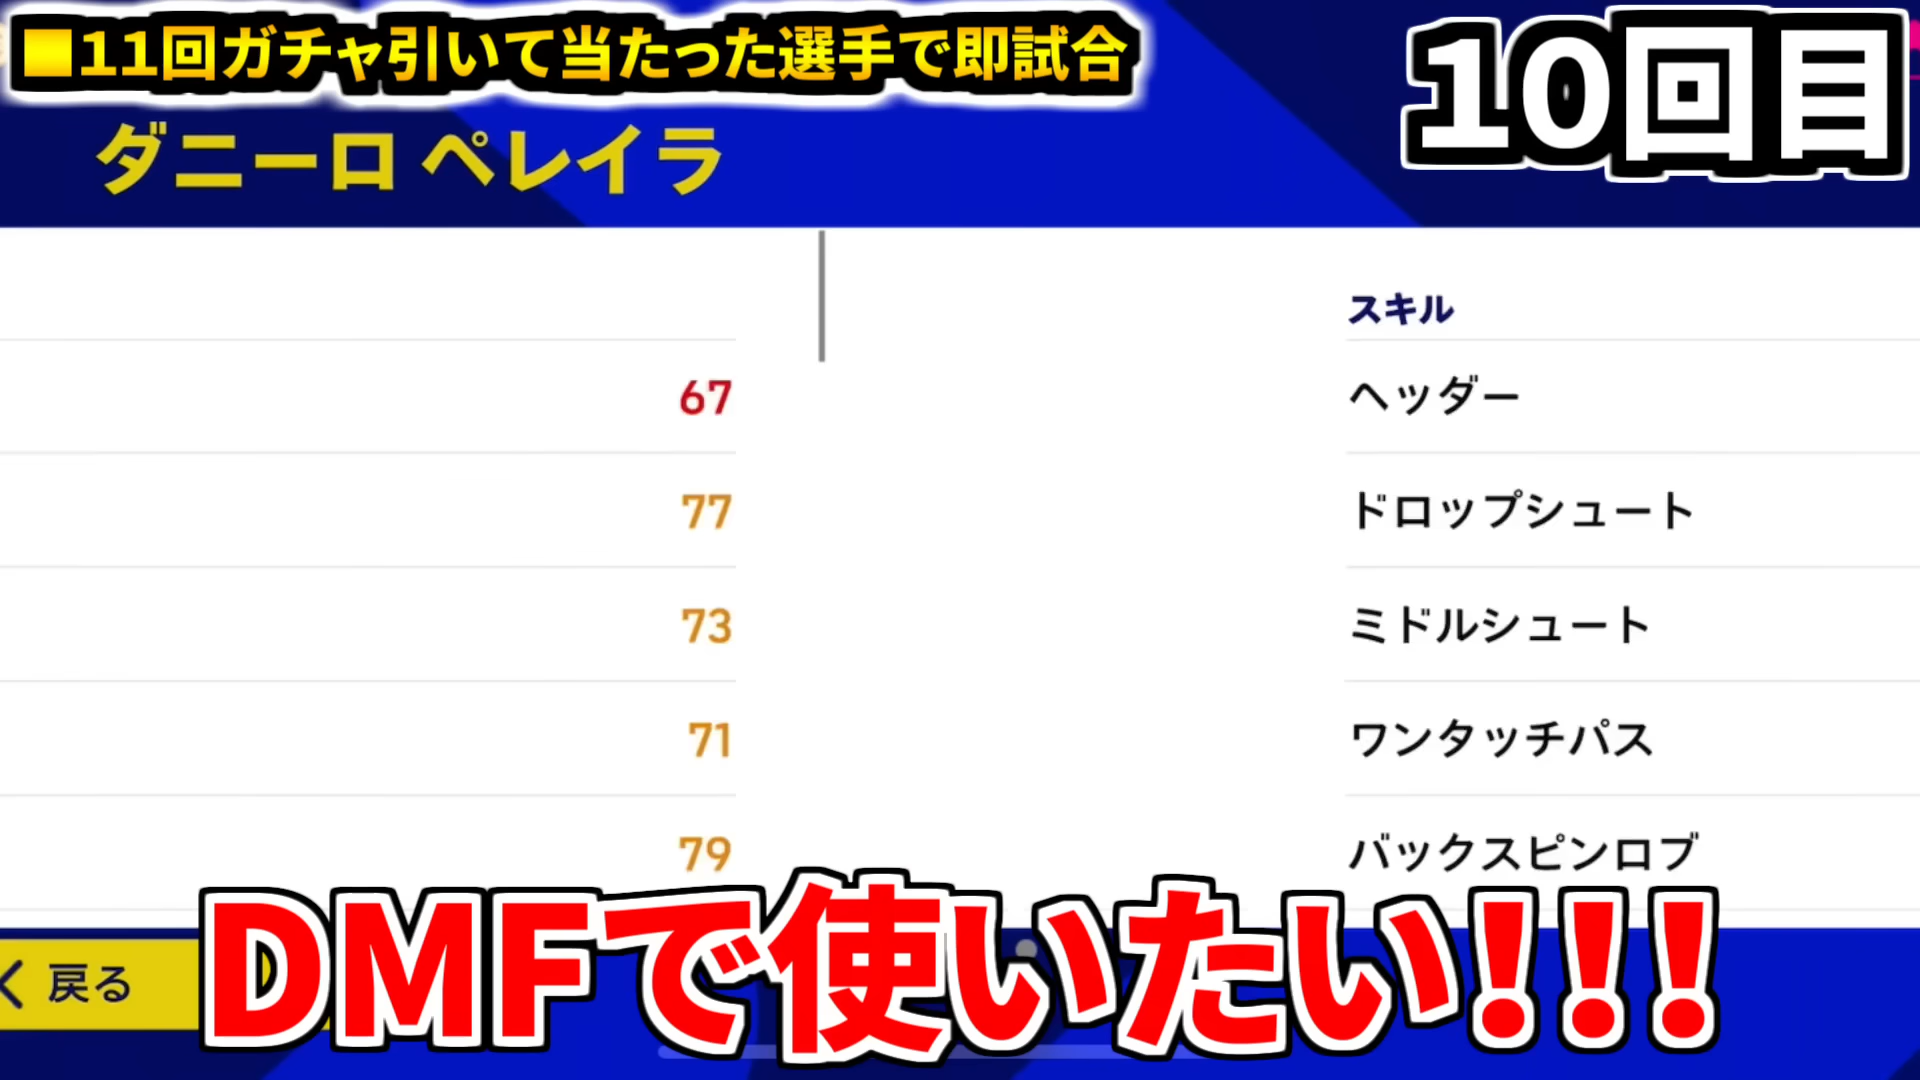 ■11回ガチャ引いて当たった選手で即試合
10回目
ダニーロ ペレイラ
スキル
67
ヘッダー
77
ドロップシュート
73
ミドルシュート
71
ワンタッチパス
79
バックスピンロブ
戻る
DMFで使いたい!!!